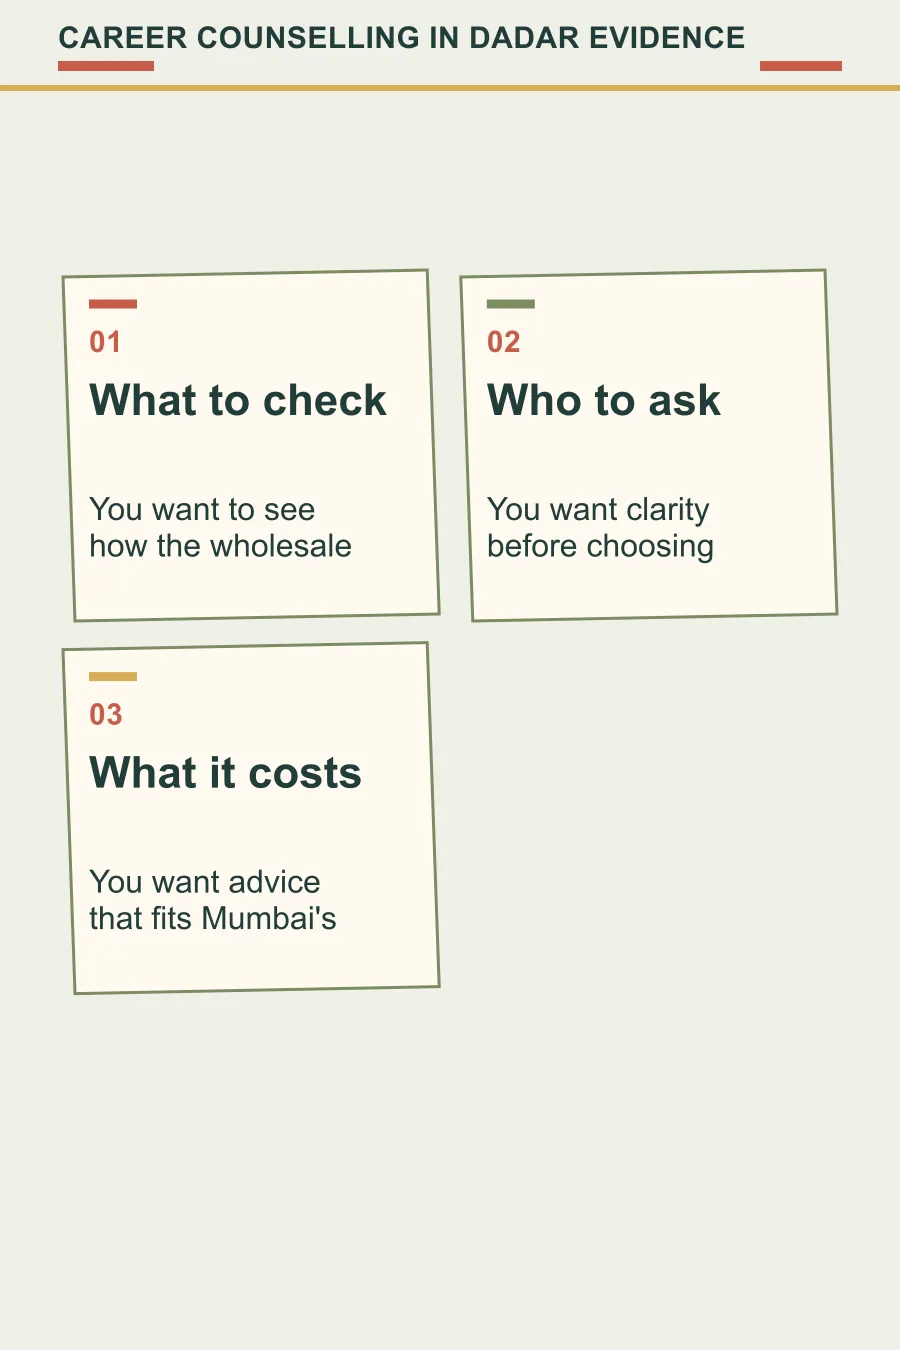 CAREER COUNSELLING IN DADAR EVIDENCE
01
What to check
You want to see
how the wholesale
02
Who to ask
You want clarity
before choosing
03
What it costs
You want advice
that fits Mumbai's